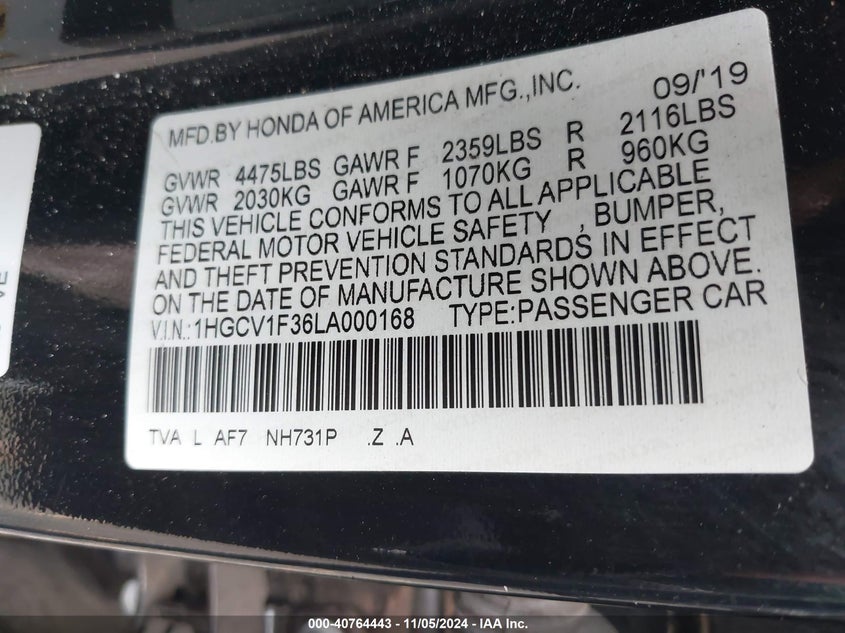 MFD.BY HONDA OF AMERICA MFG.,INC. 09/'19
GVWR 4475LBS GAWR F 2359LBS R 2116LBS
GVWR 2030KG GAWR F 1070KG R 960KG
THIS VEHICLE CONFORMS TO ALL APPLICABLE
FEDERAL MOTOR VEHICLE SAFETY , BUMPER,
AND THEFT PREVENTION STANDARDS IN EFFECT
ON THE DATE OF MANUFACTURE SHOWN ABOVE.
V.I.N.:1HGCV1F36LA000168 TYPE:PASSENGER CAR
TVA L AF7 NH731P .Z .A
000-40764443 - 11/05/2024 - IAA Inc.